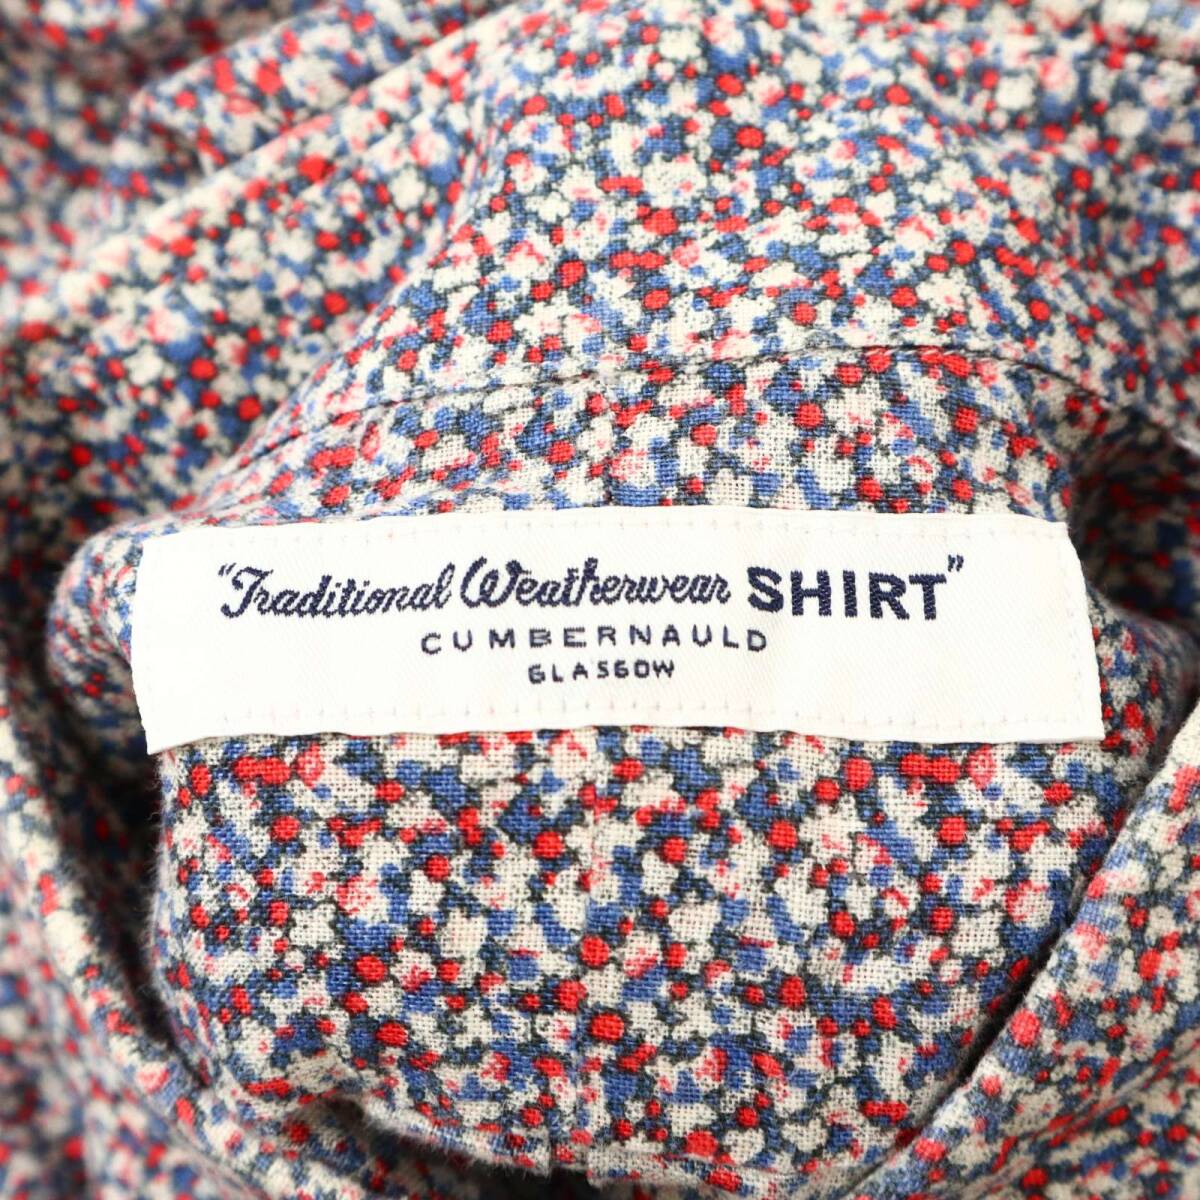 "Traditional Weatherwear SHIRT"
CUMBERNAULD
GLASGOW